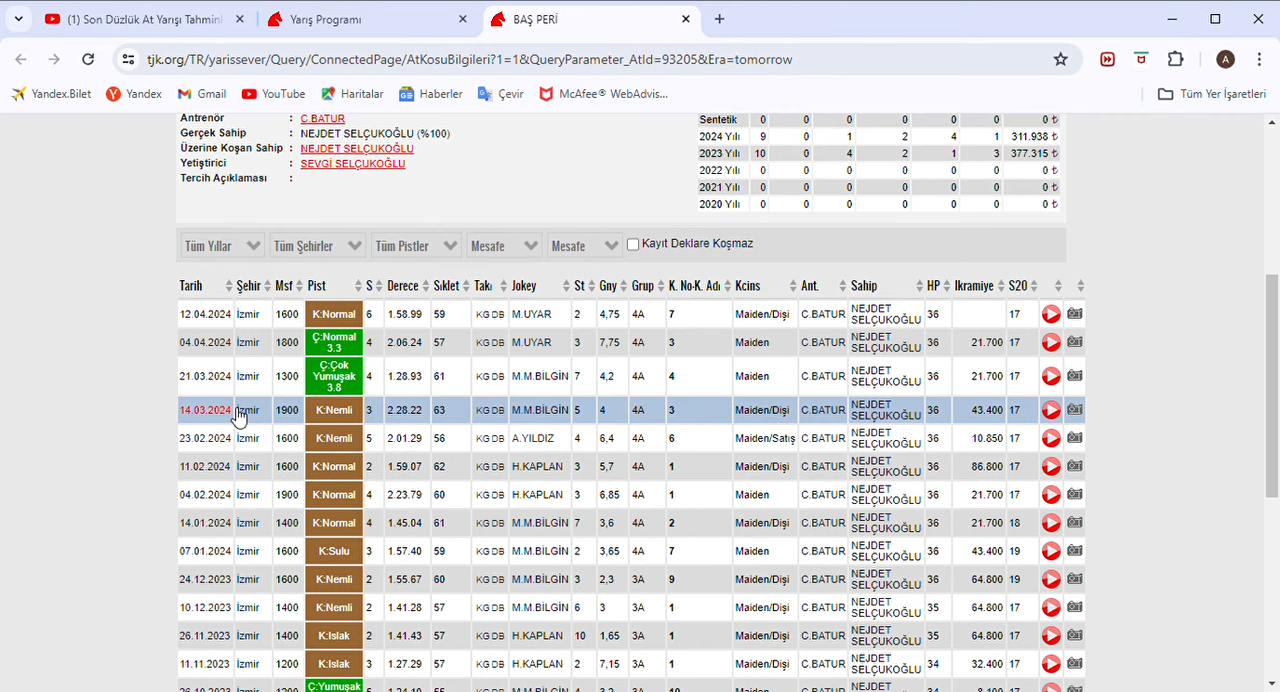 (1) Son Düzlük At Yarışı Tahminl
Yarış Programı
BAŞ PERİ
tjk.org/TR/yarissever/Query/ConnectedPage/AtKosuBilgileri?1=1&QueryParameter_AtId=93205&Era=tomorrow
A
Yandex.Bilet
Yandex
Gmail
YouTube
Haritalar
Haberler
Çevir
McAfee® WebAdvis...
Tüm Yer İşaretleri
Antrenör : C.BATUR
Gerçek Sahip : NEJDET SELÇUKOĞLU (%100)
Üzerine Koşan Sahip : NEJDET SELÇUKOĞLU
Yetiştirici : SEVGİ SELÇUKOĞLU
Tercih Açıklaması :
Sentetik 0 0 0 0 0 0 0 ₺
2024 Yılı 9 0 1 2 4 1 311.938 ₺
2023 Yılı 10 0 4 2 1 3 377.315 ₺
2022 Yılı 0 0 0 0 0 0 0 ₺
2021 Yılı 0 0 0 0 0 0 0 ₺
2020 Yılı 0 0 0 0 0 0 0 ₺
Tüm Yıllar Tüm Şehirler Tüm Pistler Mesafe Mesafe Kayıt Deklare Koşmaz
Tarih Şehir Msf Pist S Derece Sıklet Takı Jokey St Gny Grup K. No-K. Adı Kcins Ant. Sahip HP Ikramiye S20
12.04.2024 İzmir 1600 K:Normal 6 1.58.99 59 KG DB M.UYAR 2 4,75 4A 7 Maiden/Dişi C.BATUR NEJDET SELÇUKOĞLU 36 17
04.04.2024 İzmir 1800 Ç:Normal 3.3 4 2.06.24 57 KG DB M.UYAR 3 7,75 4A 3 Maiden C.BATUR NEJDET SELÇUKOĞLU 36 21.700 17
21.03.2024 İzmir 1300 Ç:Çok Yumuşak 3.8 4 1.28.93 61 KG DB M.M.BİLGİN 7 4,2 4A 4 Maiden C.BATUR NEJDET SELÇUKOĞLU 36 21.700 17
14.03.2024 İzmir 1900 K:Nemli 3 2.28.22 63 KG DB M.M.BİLGİN 5 4 4A 3 Maiden/Dişi C.BATUR NEJDET SELÇUKOĞLU 36 43.400 17
23.02.2024 İzmir 1600 K:Nemli 5 2.01.29 56 KG DB A.YILDIZ 4 6,4 4A 6 Maiden/Satış C.BATUR NEJDET SELÇUKOĞLU 36 10.850 17
11.02.2024 İzmir 1600 K:Normal 2 1.59.07 62 KG DB H.KAPLAN 3 5,7 4A 1 Maiden/Dişi C.BATUR NEJDET SELÇUKOĞLU 36 86.800 17
04.02.2024 İzmir 1900 K:Normal 4 2.23.79 60 KG DB H.KAPLAN 3 6,85 4A 1 Maiden C.BATUR NEJDET SELÇUKOĞLU 36 21.700 17
14.01.2024 İzmir 1400 K:Normal 4 1.45.04 61 KG DB M.M.BİLGİN 7 3,6 4A 2 Maiden/Dişi C.BATUR NEJDET SELÇUKOĞLU 36 21.700 18
07.01.2024 İzmir 1600 K:Sulu 3 1.57.40 59 KG DB M.M.BİLGİN 2 3,65 4A 7 Maiden C.BATUR NEJDET SELÇUKOĞLU 36 43.400 19
24.12.2023 İzmir 1600 K:Nemli 2 1.55.67 60 KG DB M.M.BİLGİN 3 2,3 4A 9 Maiden/Dişi C.BATUR NEJDET SELÇUKOĞLU 36 64.800 19
10.12.2023 İzmir 1400 K:Nemli 2 1.41.28 57 KG DB M.M.BİLGİN 6 3 3A 1 Maiden/Dişi C.BATUR NEJDET SELÇUKOĞLU 35 64.800 17
26.11.2023 İzmir 1400 K:Islak 2 1.41.43 57 KG DB H.KAPLAN 10 1,65 3A 1 Maiden/Dişi C.BATUR NEJDET SELÇUKOĞLU 35 64.800 17
11.11.2023 İzmir 1200 K:Islak 3 1.27.29 57 KG DB H.KAPLAN 2 7,15 3A 1 Maiden/Dişi C.BATUR NEJDET SELÇUKOĞLU 34 32.400 17
Ç:Yumuşak NEJDET